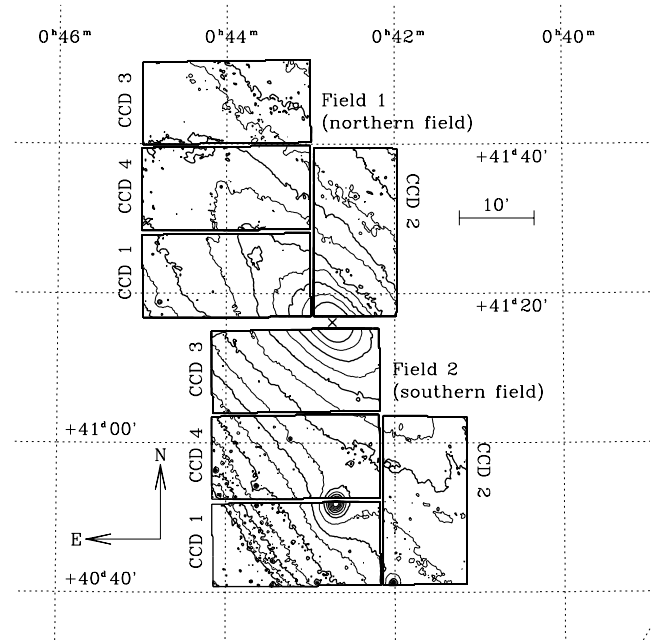 0ʰ46ᵐ 0ʰ44ᵐ 0ʰ42ᵐ 0ʰ40ᵐ
CCD 3
Field 1
(northern field)
+41ᵈ40'
CCD 4
CCD 2
10'
CCD 1
+41ᵈ20'
×
CCD 3
Field 2
(southern field)
+41ᵈ00'
CCD 4
CCD 2
N
CCD 1
E
+40ᵈ40'